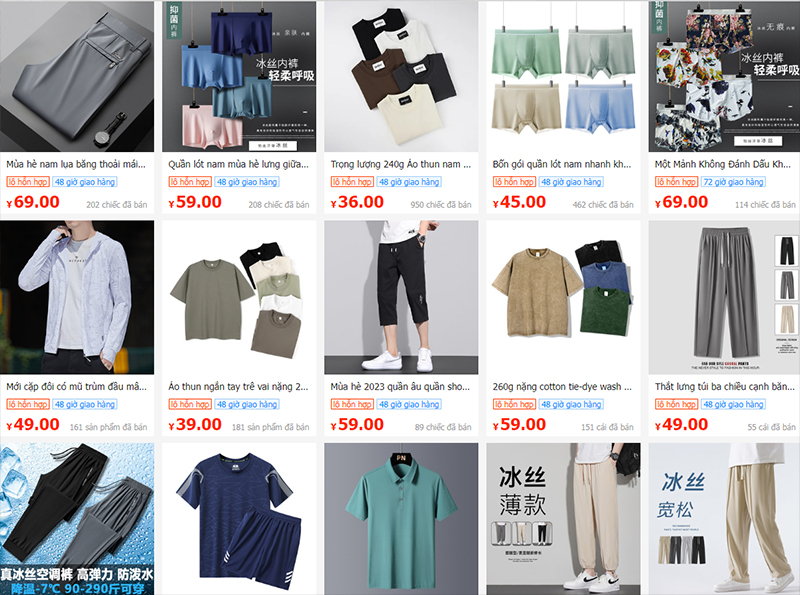 抑菌
内裤
亲肤
冰丝内裤
轻柔呼吸
无痕
冰丝内裤
轻柔呼吸
Mùa hè nam lụa băng thoải mái...
lô hỗn hợp 48 giờ giao hàng
¥69.00 202 chiếc đã bán
Quần lót nam mùa hè lưng giữa...
lô hỗn hợp 48 giờ giao hàng
¥59.00 208 chiếc đã bán
Trọng lượng 240g Áo thun nam ...
lô hỗn hợp 48 giờ giao hàng
¥36.00 950 chiếc đã bán
Bốn gói quần lót nam nhanh kh...
lô hỗn hợp 48 giờ giao hàng
¥45.00 462 chiếc đã bán
Một Mảnh Không Đánh Dấu Kh...
lô hỗn hợp 72 giờ giao hàng
¥69.00 114 chiếc đã bán
Mới cặp đôi có mũ trùm đầu mâ...
lô hỗn hợp 48 giờ giao hàng
¥49.00 161 sản phẩm đã bán
Áo thun ngắn tay trễ vai nặng 2...
lô hỗn hợp 48 giờ giao hàng
¥39.00 181 sản phẩm đã bán
Mùa hè 2023 quần âu quần sho...
lô hỗn hợp 48 giờ giao hàng
¥59.00 89 chiếc đã bán
260g nặng cotton tie-dye wash ...
lô hỗn hợp 48 giờ giao hàng
¥59.00 151 cái đã bán
Thắt lưng túi ba chiều cạnh băn...
lô hỗn hợp 48 giờ giao hàng
¥49.00 55 cái đã bán
真冰丝空调裤 高弹力 防泼水
降温-7℃ 90-290斤可穿
冰丝
薄款
冰丝
宽松